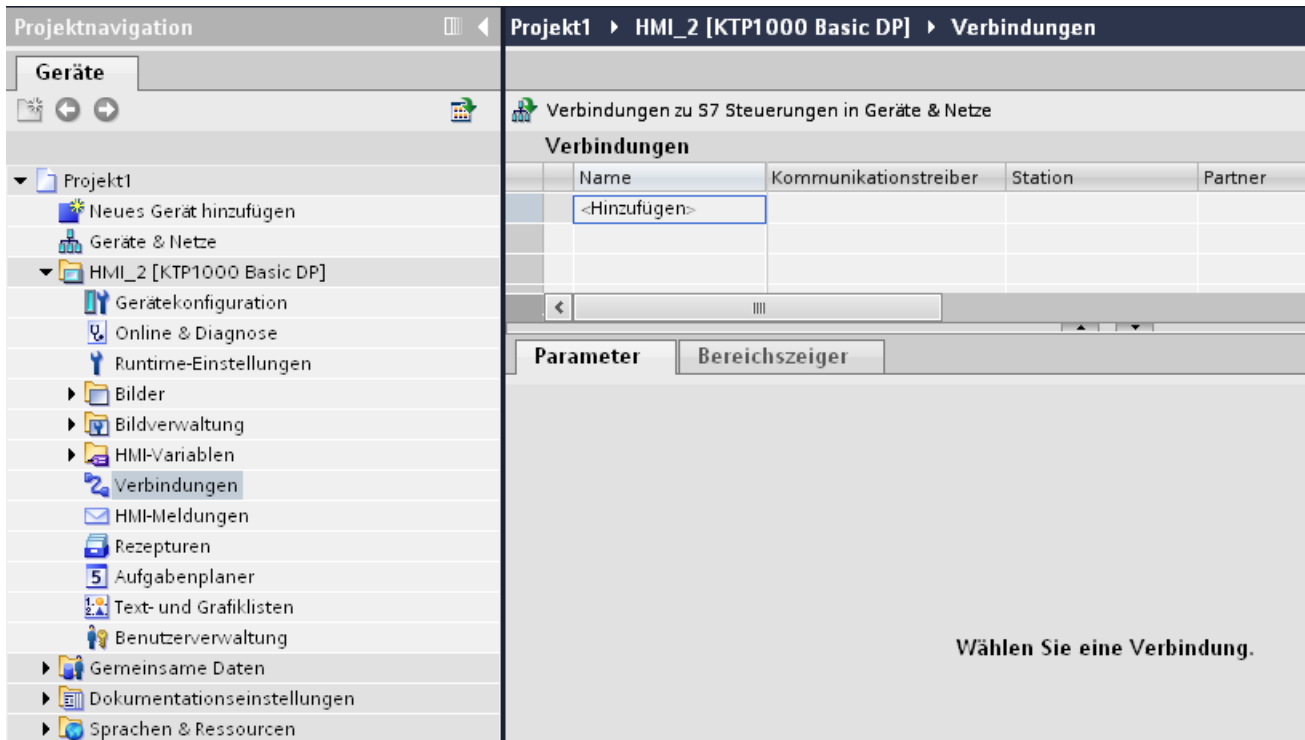 Projektnavigation
Geräte
Projekt1
Neues Gerät hinzufügen
Geräte & Netze
HMI_2 [KTP1000 Basic DP]
Gerätekonfiguration
Online & Diagnose
Runtime-Einstellungen
Bilder
Bildverwaltung
HMI-Variablen
Verbindungen
HMI-Meldungen
Rezepturen
Aufgabenplaner
Text- und Grafiklisten
Benutzerverwaltung
Gemeinsame Daten
Dokumentationseinstellungen
Sprachen & Ressourcen
Projekt1 HMI_2 [KTP1000 Basic DP] Verbindungen
Verbindungen zu S7 Steuerungen in Geräte & Netze
Verbindungen
Name Kommunikationstreiber Station Partner
<Hinzufügen>
Parameter Bereichszeiger
Wählen Sie eine Verbindung.